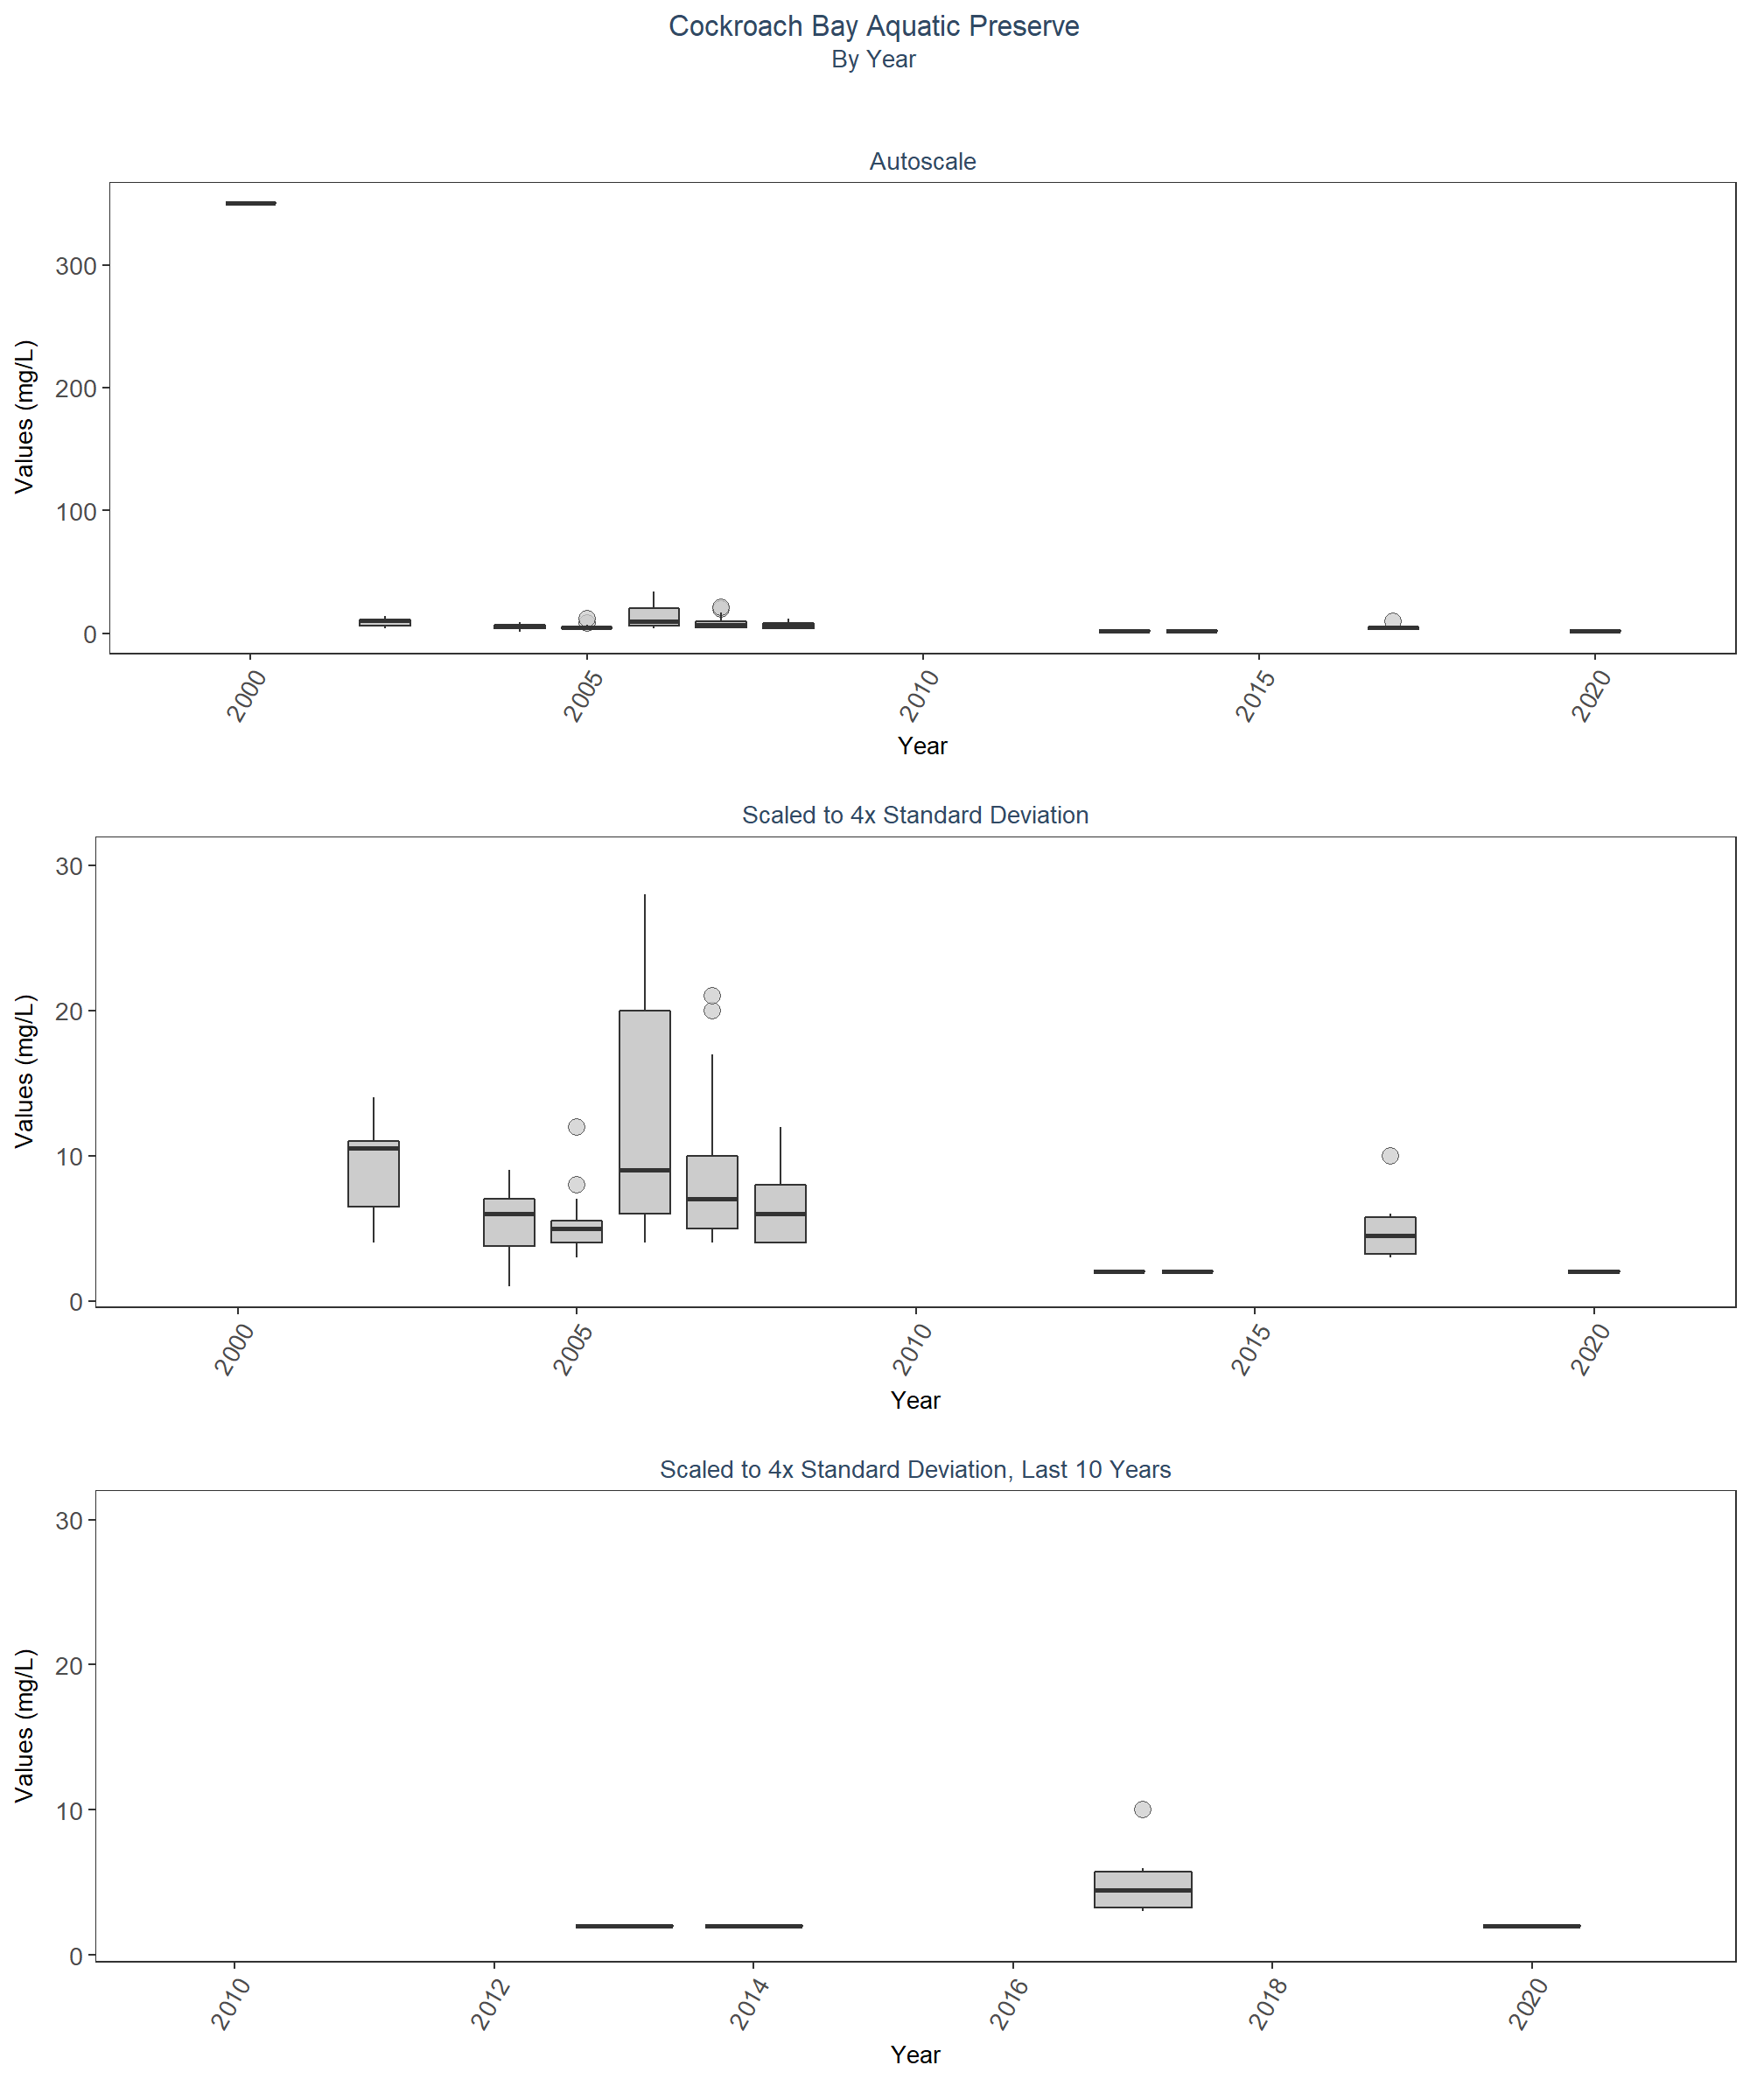 Cockroach Bay Aquatic Preserve
By Year
Autoscale
Values (mg/L)
300
200
100
0
2000
2005
2010
2015
2020
Year
Scaled to 4x Standard Deviation
Values (mg/L)
30
20
10
0
2000
2005
2010
2015
2020
Year
Scaled to 4x Standard Deviation, Last 10 Years
Values (mg/L)
30
20
10
0
2010
2012
2014
2016
2018
2020
Year